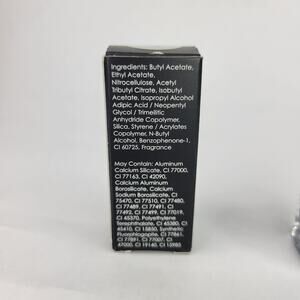 Ingredients: Butyl Acetate,
Ethyl Acetate,
Nitrocellulose, Acetyl
Tributyl Citrate, Isobutyl
Acetate, Isopropyl Alcohol
Adipic Acid / Neopentyl
Glycol / Trimellitic
Anhydride Copolymer,
Silica, Styrene / Acrylates
Copolymer, N-Butyl
Alcohol, Benzophenone-1,
CI 60725, Fragrance
May Contain: Aluminum
Calcium Silicate, CI 77000,
CI 77163, CI 42090,
Calcium Aluminum
Borosilicate, Calcium
Sodium Borosilicate, CI
75470, CI 77510, CI 77480,
CI 77489, CI 77491, CI
77492, CI 77499, CI 77019,
CI 45370, Polyethylene
Terephthalate, CI 45380, CI
45410, CI 15850, Synthetic
Fluorphlogopite, CI 77861,
CI 77891, CI 77007, CI
47000, CI 19140, CI 15985